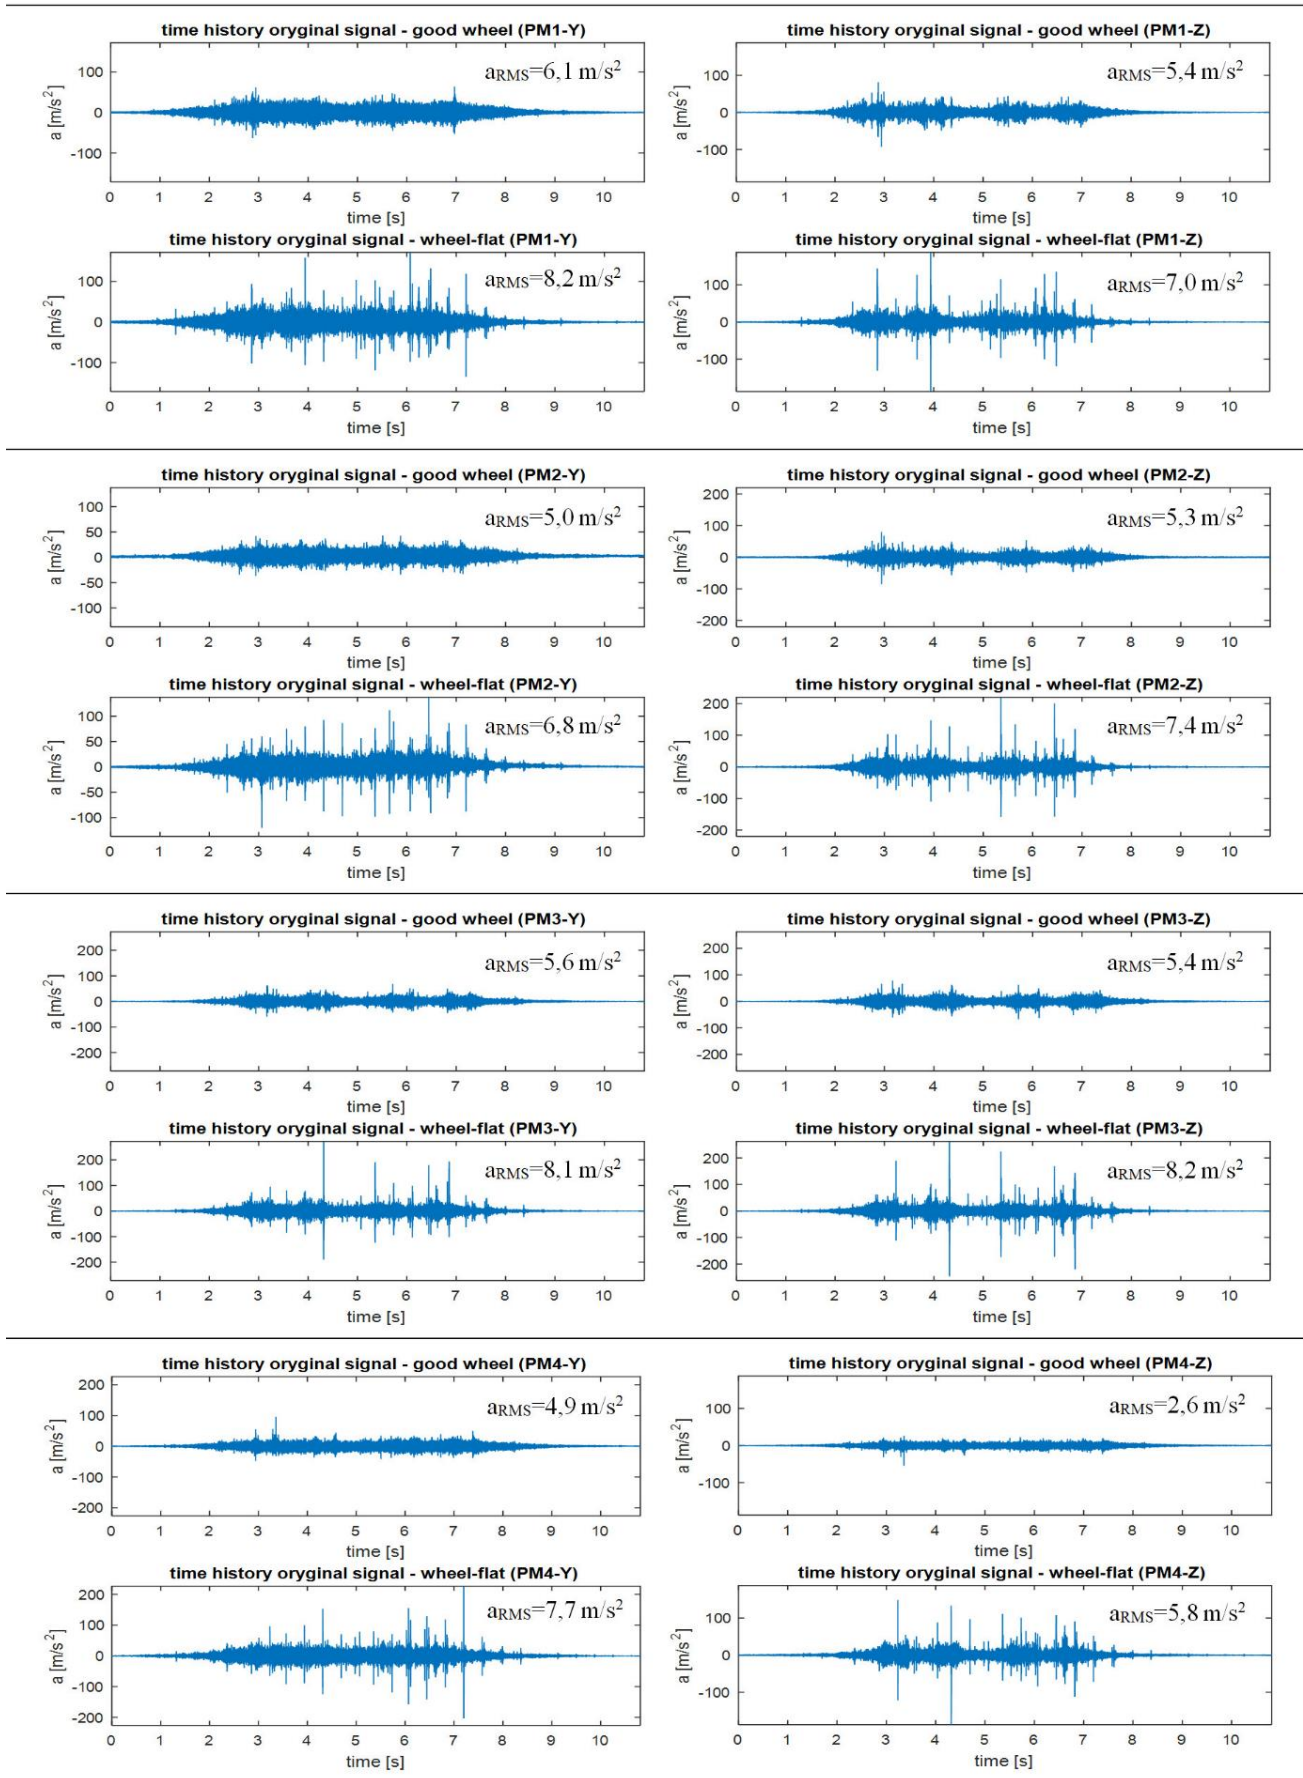 time history oryginal signal - good wheel (PM1-Y)
a [m/s²]
100
0
-100
aRMS=6,1 m/s²
0 1 2 3 4 5 6 7 8 9 10
time [s]
time history oryginal signal - good wheel (PM1-Z)
a [m/s²]
100
0
-100
aRMS=5,4 m/s²
0 1 2 3 4 5 6 7 8 9 10
time [s]
time history oryginal signal - wheel-flat (PM1-Y)
a [m/s²]
100
0
-100
aRMS=8,2 m/s²
0 1 2 3 4 5 6 7 8 9 10
time [s]
time history oryginal signal - wheel-flat (PM1-Z)
a [m/s²]
100
0
-100
aRMS=7,0 m/s²
0 1 2 3 4 5 6 7 8 9 10
time [s]
time history oryginal signal - good wheel (PM2-Y)
a [m/s²]
100
50
0
-50
-100
aRMS=5,0 m/s²
0 1 2 3 4 5 6 7 8 9 10
time [s]
time history oryginal signal - good wheel (PM2-Z)
a [m/s²]
200
100
0
-100
-200
aRMS=5,3 m/s²
0 1 2 3 4 5 6 7 8 9 10
time [s]
time history oryginal signal - wheel-flat (PM2-Y)
a [m/s²]
100
50
0
-50
-100
aRMS=6,8 m/s²
0 1 2 3 4 5 6 7 8 9 10
time [s]
time history oryginal signal - wheel-flat (PM2-Z)
a [m/s²]
200
100
0
-100
-200
aRMS=7,4 m/s²
0 1 2 3 4 5 6 7 8 9 10
time [s]
time history oryginal signal - good wheel (PM3-Y)
a [m/s²]
200
100
0
-100
-200
aRMS=5,6 m/s²
0 1 2 3 4 5 6 7 8 9 10
time [s]
time history oryginal signal - good wheel (PM3-Z)
a [m/s²]
200
100
0
-100
-200
aRMS=5,4 m/s²
0 1 2 3 4 5 6 7 8 9 10
time [s]
time history oryginal signal - wheel-flat (PM3-Y)
a [m/s²]
200
100
0
-100
-200
aRMS=8,1 m/s²
0 1 2 3 4 5 6 7 8 9 10
time [s]
time history oryginal signal - wheel-flat (PM3-Z)
a [m/s²]
200
100
0
-100
-200
aRMS=8,2 m/s²
0 1 2 3 4 5 6 7 8 9 10
time [s]
time history oryginal signal - good wheel (PM4-Y)
a [m/s²]
200
100
0
-100
-200
aRMS=4,9 m/s²
0 1 2 3 4 5 6 7 8 9 10
time [s]
time history oryginal signal - good wheel (PM4-Z)
a [m/s²]
100
0
-100
aRMS=2,6 m/s²
0 1 2 3 4 5 6 7 8 9 10
time [s]
time history oryginal signal - wheel-flat (PM4-Y)
a [m/s²]
200
100
0
-100
-200
aRMS=7,7 m/s²
0 1 2 3 4 5 6 7 8 9 10
time [s]
time history oryginal signal - wheel-flat (PM4-Z)
a [m/s²]
100
0
-100
aRMS=5,8 m/s²
0 1 2 3 4 5 6 7 8 9 10
time [s]